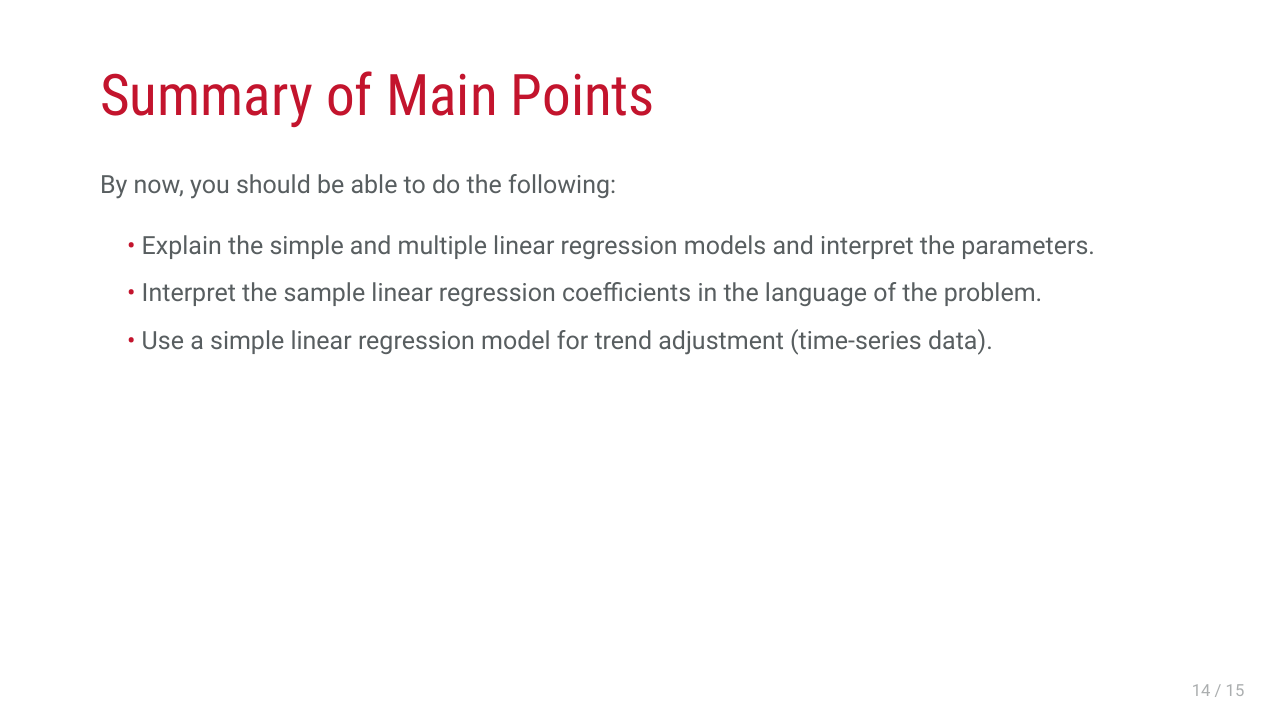 Summary of Main Points
By now, you should be able to do the following:
• Explain the simple and multiple linear regression models and interpret the parameters.
• Interpret the sample linear regression coefficients in the language of the problem.
• Use a simple linear regression model for trend adjustment (time-series data).
14 / 15